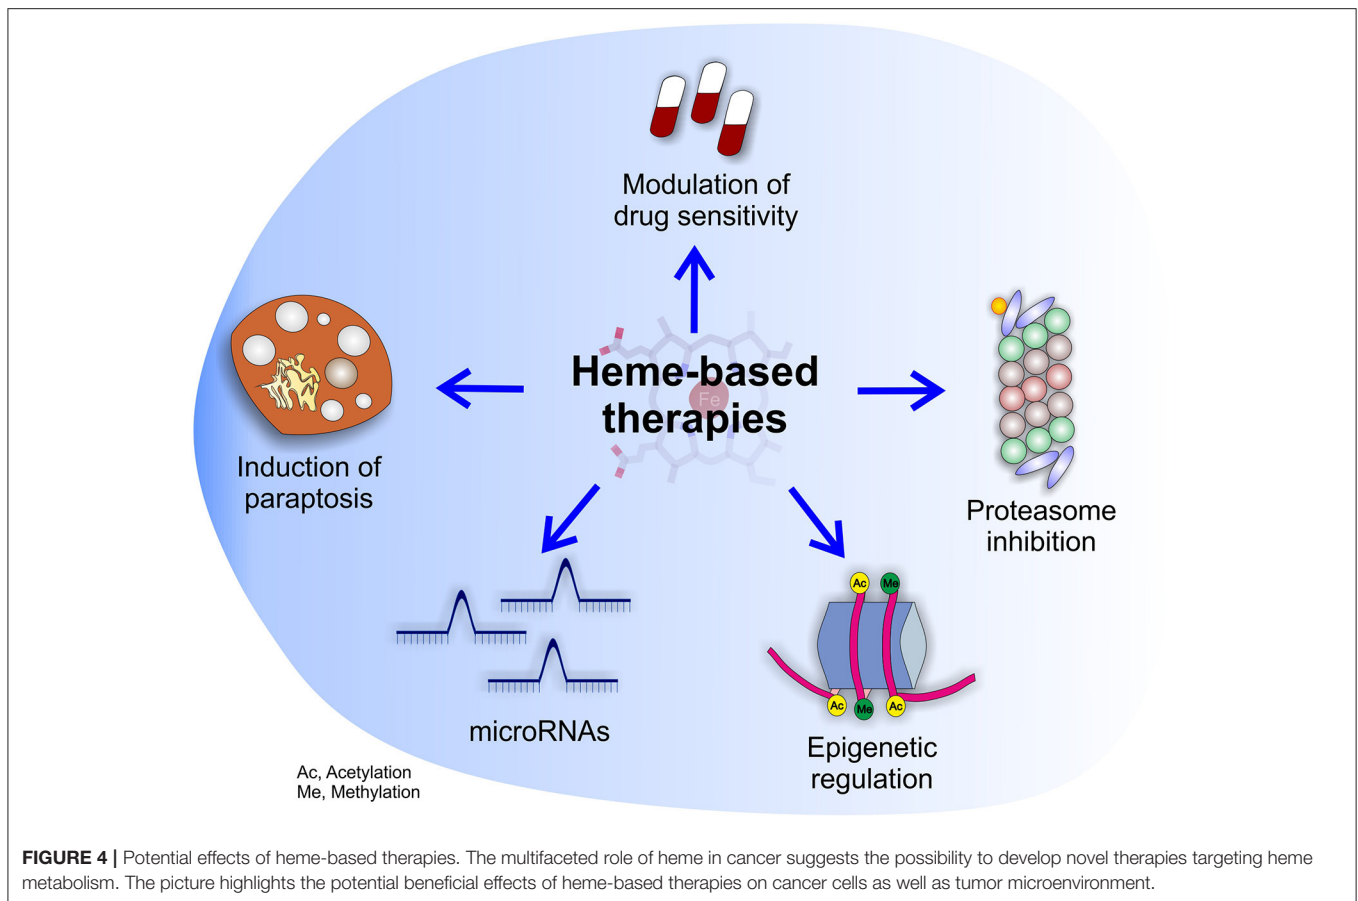 Modulation of
drug sensitivity
Heme-based
therapies
Fe
Induction of
paraptosis
Proteasome
inhibition
microRNAs
Ac
Me
Ac
Me
Ac
Epigenetic
regulation
Ac, Acetylation
Me, Methylation
FIGURE 4 | Potential effects of heme-based therapies. The multifaceted role of heme in cancer suggests the possibility to develop novel therapies targeting heme
metabolism. The picture highlights the potential beneficial effects of heme-based therapies on cancer cells as well as tumor microenvironment.